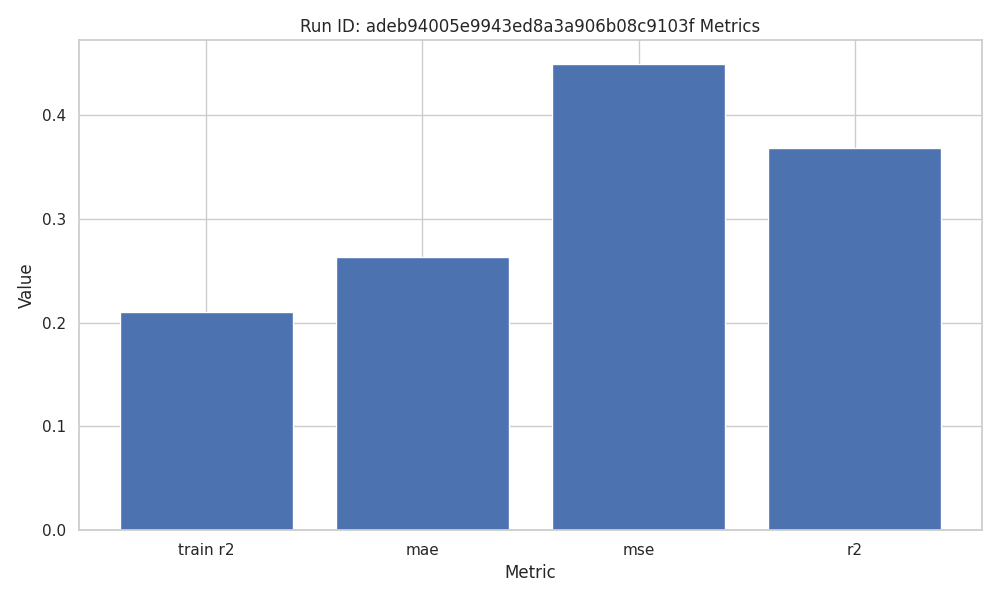 Run ID: adeb94005e9943ed8a3a906b08c9103f Metrics
Value
0.4
0.3
0.2
0.1
0.0
train r2 mae mse r2
Metric